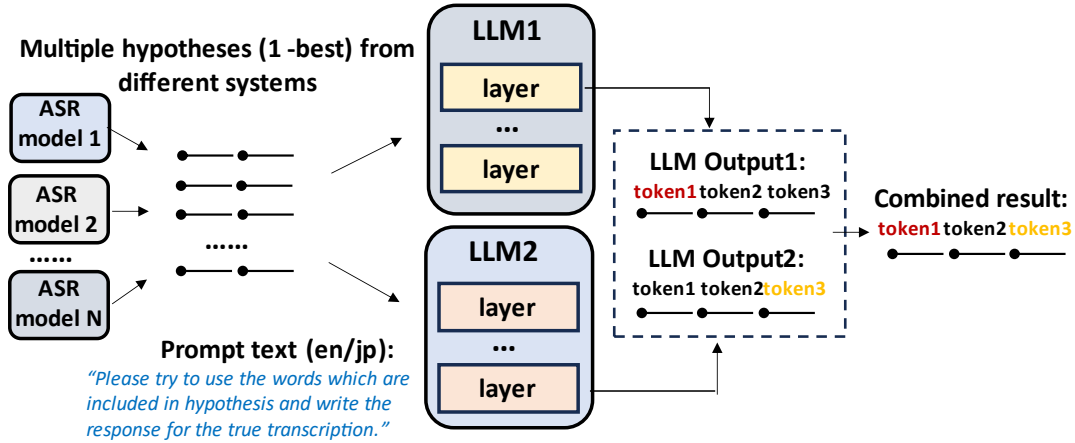 Multiple hypotheses (1 -best) from
different systems
ASR
model 1
ASR
model 2
......
ASR
model N
......
Prompt text (en/jp):
“Please try to use the words which are
included in hypothesis and write the
response for the true transcription.”
LLM1
layer
...
layer
LLM2
layer
...
layer
LLM Output1:
token1 token2 token3
LLM Output2:
token1 token2 token3
Combined result:
token1 token2 token3